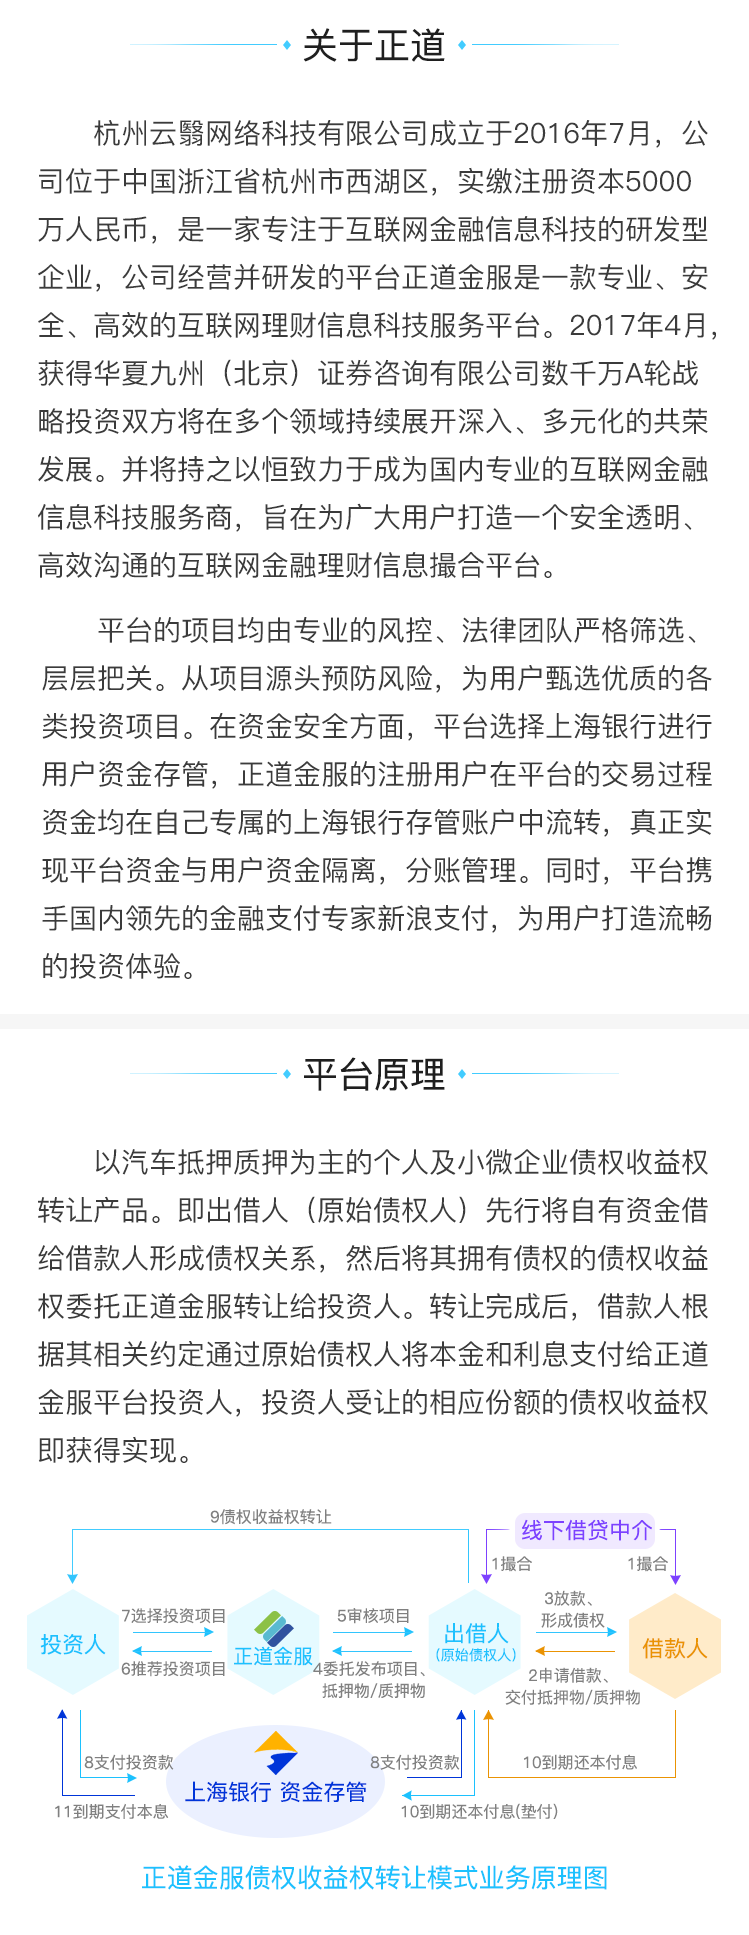 关于正道
杭州云翳网络科技有限公司成立于2016年7月，公
司位于中国浙江省杭州市西湖区，实缴注册资本5000
万人民币，是一家专注于互联网金融信息科技的研发型
企业，公司经营并研发的平台正道金服是一款专业、安
全、高效的互联网理财信息科技服务平台。2017年4月，
获得华夏九州（北京）证券咨询有限公司数千万A轮战
略投资双方将在多个领域持续展开深入、多元化的共荣
发展。并将持之以恒致力于成为国内专业的互联网金融
信息科技服务商，旨在为广大用户打造一个安全透明、
高效沟通的互联网金融理财信息撮合平台。
平台的项目均由专业的风控、法律团队严格筛选、
层层把关。从项目源头预防风险，为用户甄选优质的各
类投资项目。在资金安全方面，平台选择上海银行进行
用户资金存管，正道金服的注册用户在平台的交易过程
资金均在自己专属的上海银行存管账户中流转，真正实
现平台资金与用户资金隔离，分账管理。同时，平台携
手国内领先的金融支付专家新浪支付，为用户打造流畅
的投资体验。
平台原理
以汽车抵押质押为主的个人及小微企业债权收益权
转让产品。即出借人（原始债权人）先行将自有资金借
给借款人形成债权关系，然后将其拥有债权的债权收益
权委托正道金服转让给投资人。转让完成后，借款人根
据其相关约定通过原始债权人将本金和利息支付给正道
金服平台投资人，投资人受让的相应份额的债权收益权
即获得实现。
9债权收益权转让
线下借贷中介
1撮合
1撮合
投资人
7选择投资项目
6推荐投资项目
正道金服
5审核项目
4委托发布项目、
抵押物/质押物
出借人
(原始债权人)
3放款、
形成债权
2申请借款、
交付抵押物/质押物
借款人
8支付投资款
11到期支付本息
上海银行 资金存管
8支付投资款
10到期还本付息(垫付)
10到期还本付息
正道金服债权收益权转让模式业务原理图